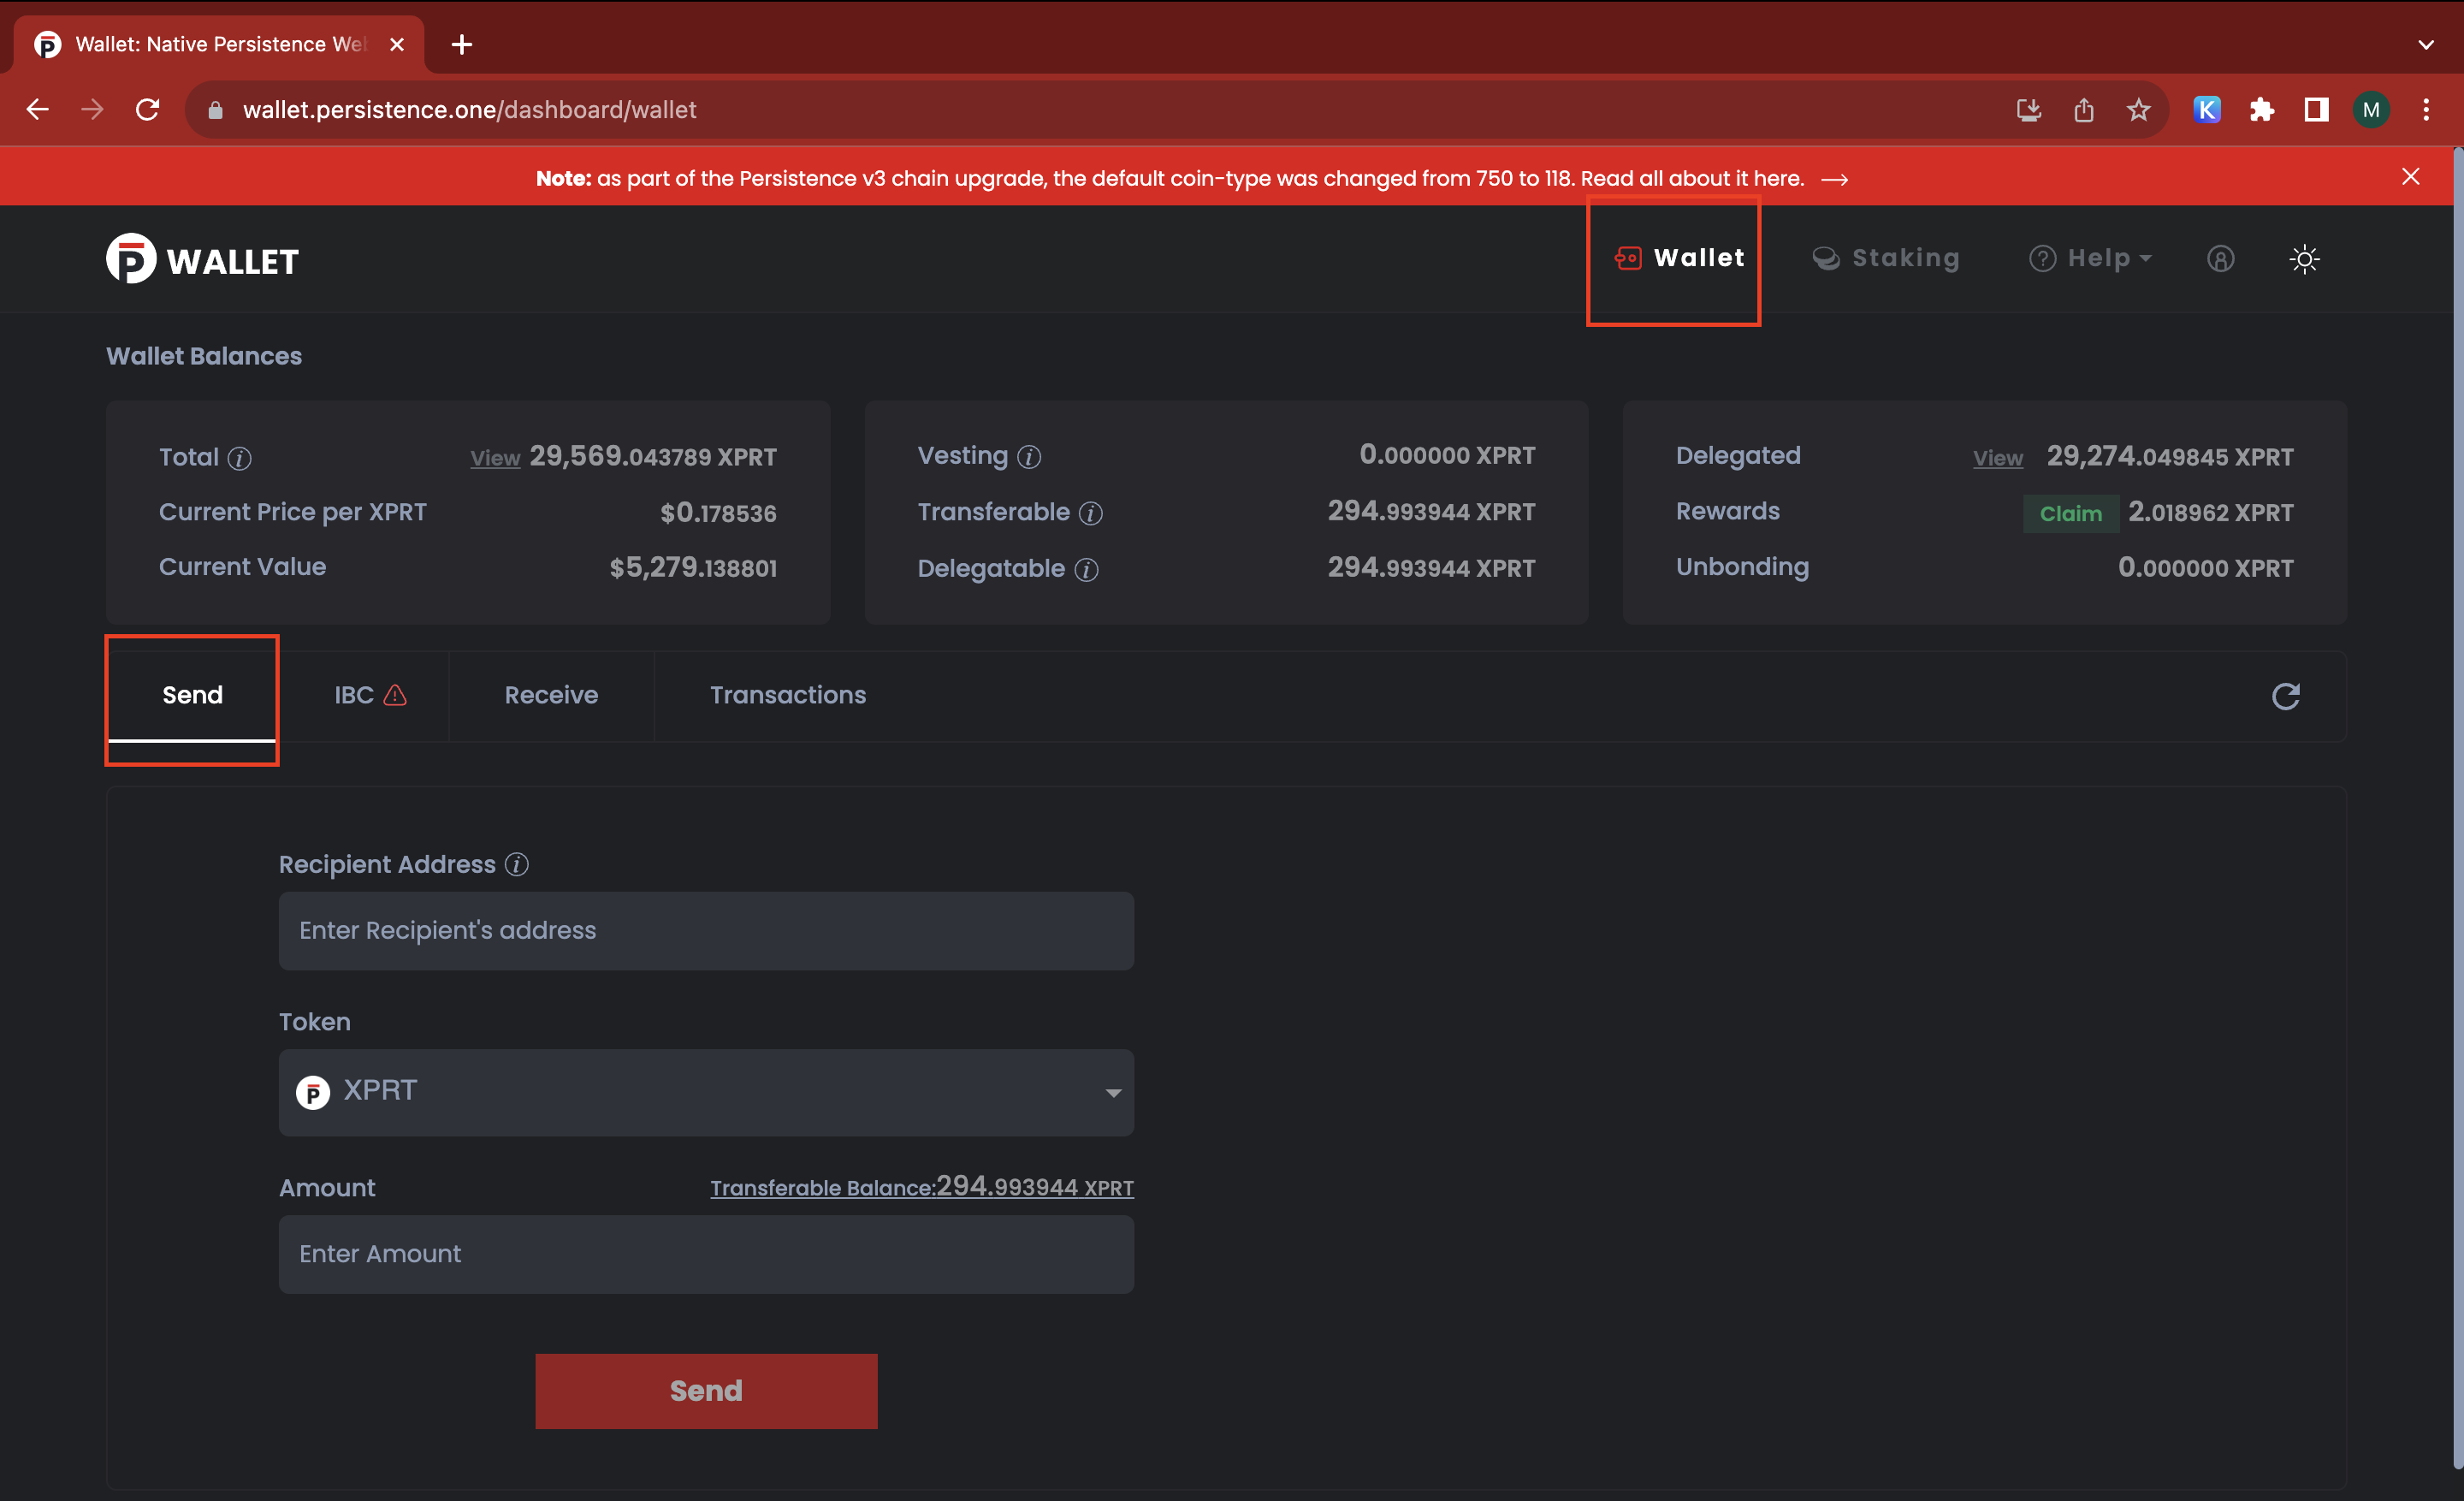 Wallet: Native Persistence We
wallet.persistence.one/dashboard/wallet
K
M
Note: as part of the Persistence v3 chain upgrade, the default coin-type was changed from 750 to 118. Read all about it here. →
WALLET
Wallet
Staking
Help
Wallet Balances
Total View 29,569.043789 XPRT
Current Price per XPRT $0.178536
Current Value $5,279.138801
Vesting 0.000000 XPRT
Transferable 294.993944 XPRT
Delegatable 294.993944 XPRT
Delegated View 29,274.049845 XPRT
Rewards Claim 2.018962 XPRT
Unbonding 0.000000 XPRT
Send
IBC
Receive
Transactions
Recipient Address
Enter Recipient's address
Token
XPRT
Amount Transferable Balance:294.993944 XPRT
Enter Amount
Send